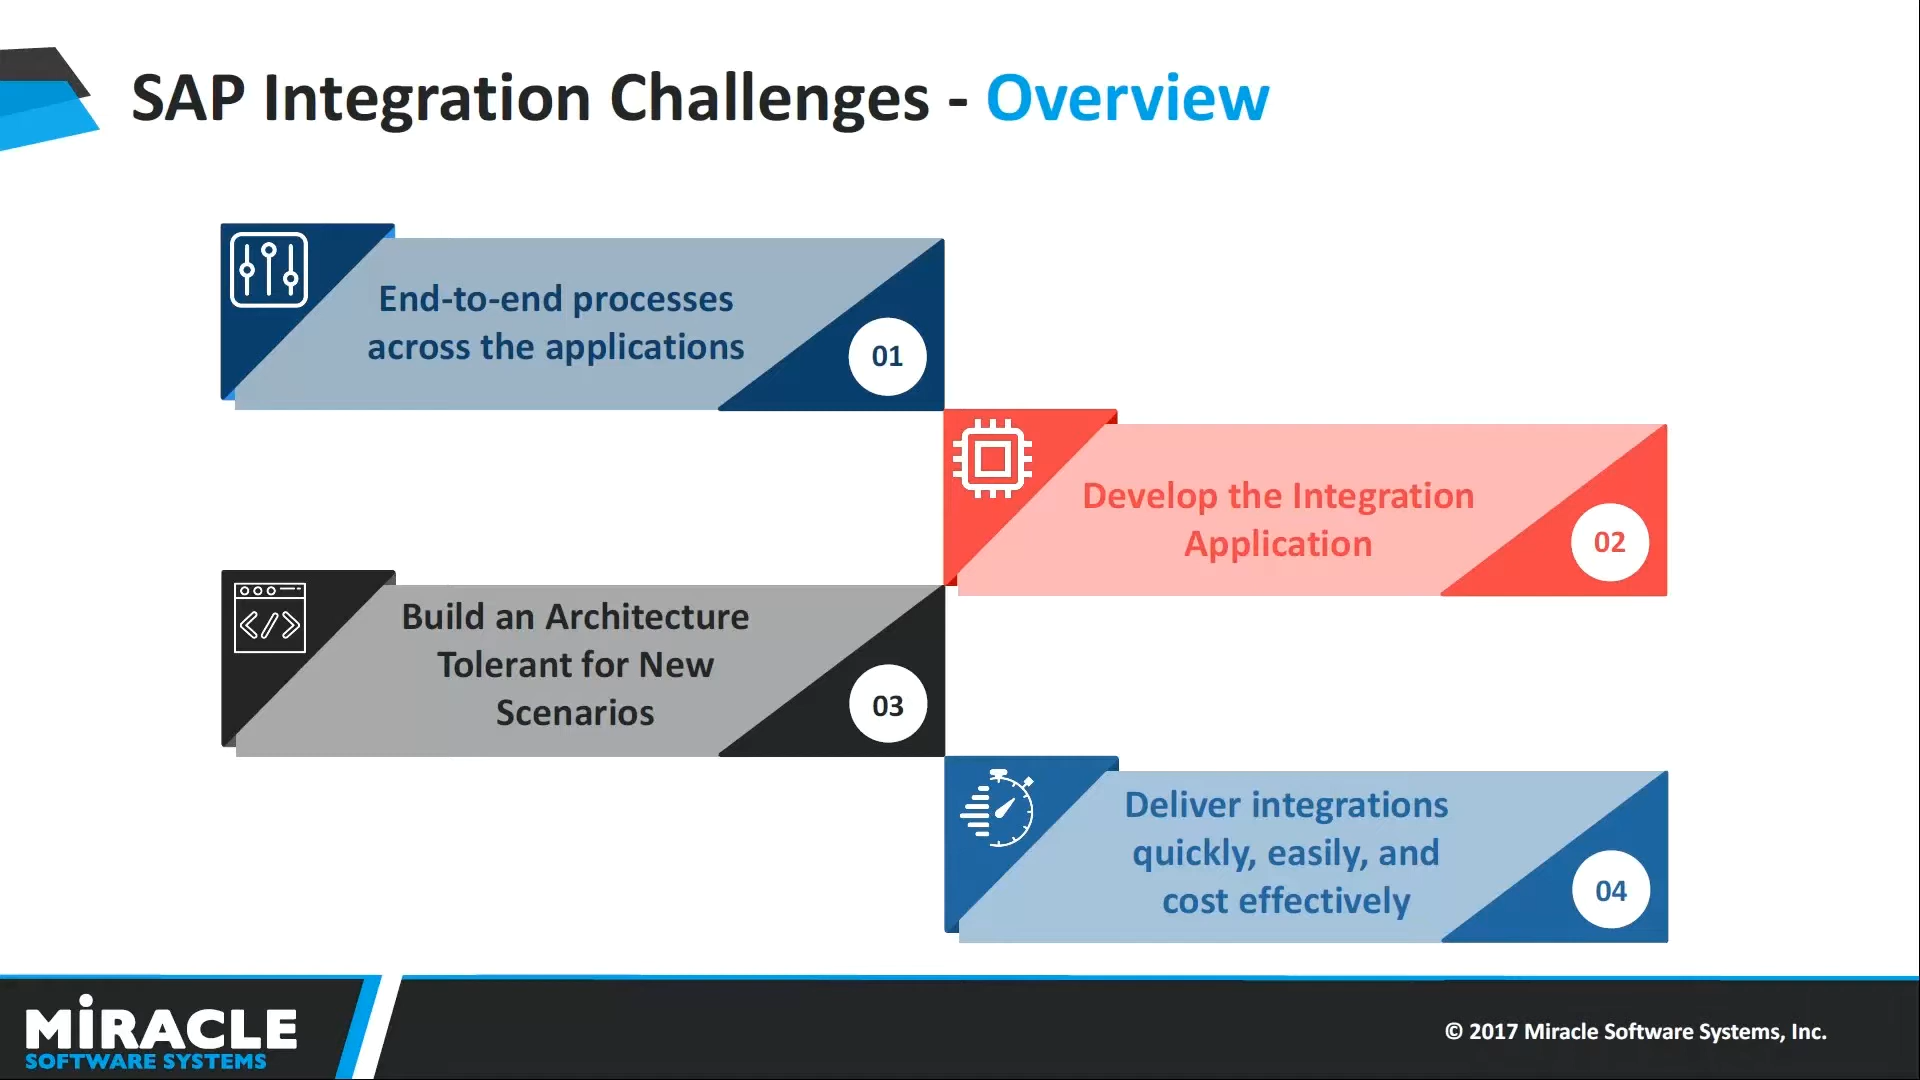 SAP Integration Challenges - Overview
End-to-end processes
across the applications
01
Develop the Integration
Application
02
Build an Architecture
Tolerant for New
Scenarios
03
Deliver integrations
quickly, easily, and
cost effectively
04
MiRACLE
SOFTWARE SYSTEMS
© 2017 Miracle Software Systems, Inc.